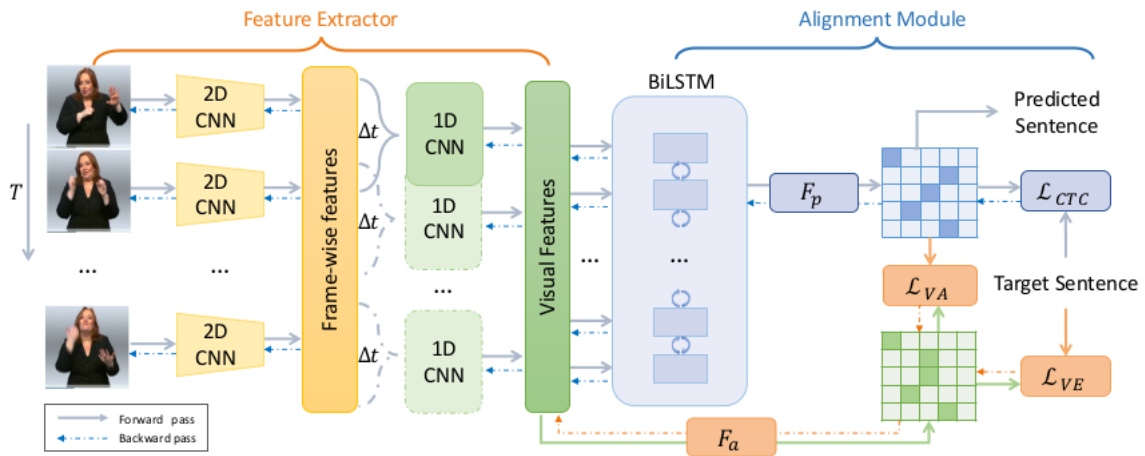 Feature Extractor
Alignment Module
T
2D
CNN
2D
CNN
...
2D
CNN
Frame-wise features
Δt
Δt
Δt
1D
CNN
1D
CNN
...
1D
CNN
Visual Features
...
BiLSTM
...
F_p
Predicted
Sentence
ℒ_CTC
ℒ_VA
Target Sentence
ℒ_VE
F_a
...
Forward pass
Backward pass